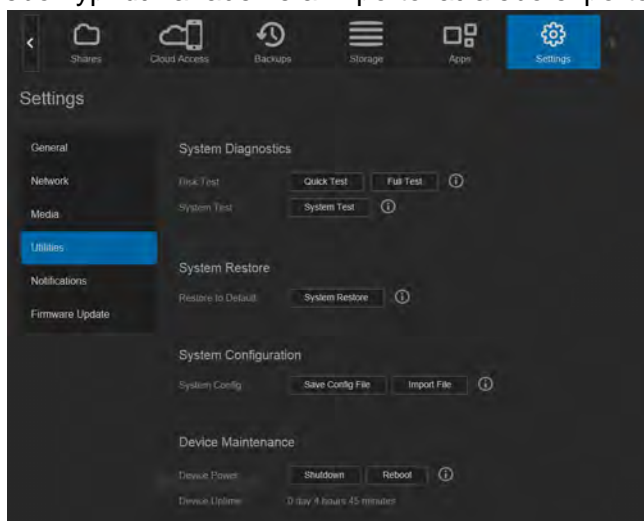 Shares Cloud Access Backups Storage Apps Settings
Settings
General
Network
Media
Utilities
Notifications
Firmware Update
System Diagnostics
Disk Test Quick Test Full Test
System Test System Test
System Restore
Restore to Default System Restore
System Configuration
System Config Save Config File Import File
Device Maintenance
Device Power Shutdown Reboot
Device Uptime 0 day 4 hours 45 minutes